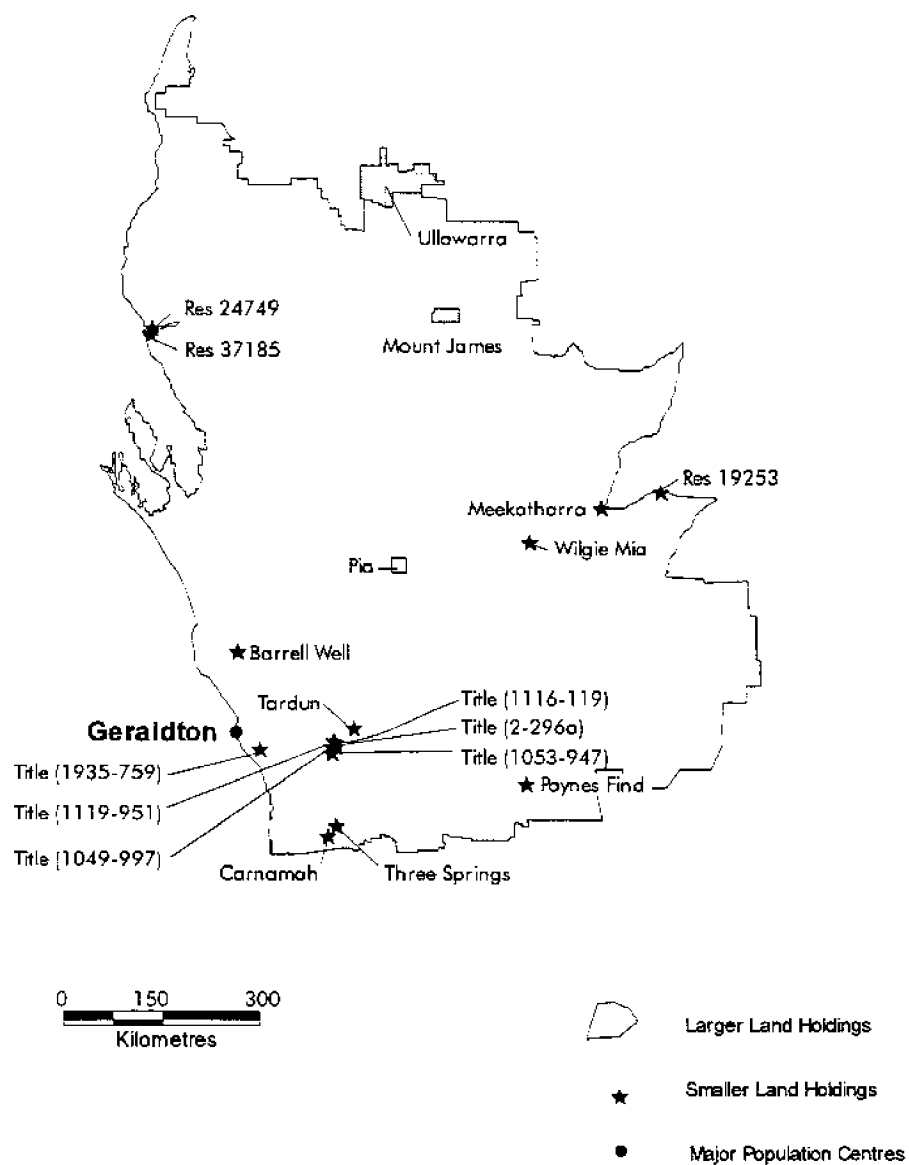 Ullawarra
Res 24749
Res 37185
Mount James
Res 19253
Meekatharra
Wilgie Mia
Pia
Barrell Well
Tardun
Title (1116-119)
Geraldton
Title (2-296a)
Title (1053-947)
Title (1935-759)
Paynes Find
Title (1119-951)
Title (1049-997)
Carnamah
Three Springs
0 150 300
Kilometres
Larger Land Holdings
Smaller Land Holdings
Major Population Centres